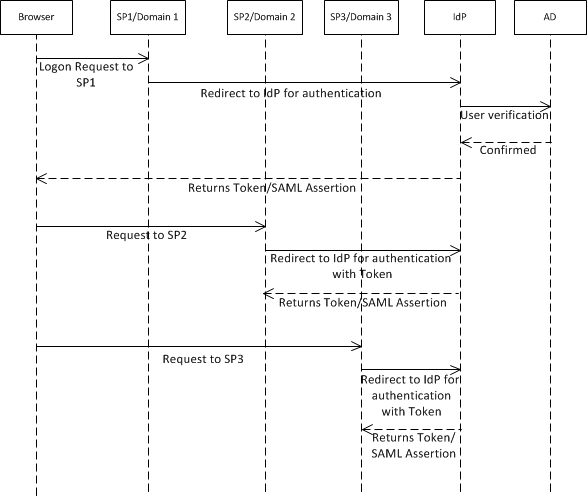 Browser
SP1/Domain 1
SP2/Domain 2
SP3/Domain 3
IdP
AD
Logon Request to
SP1
Redirect to IdP for authentication
User verification
Confirmed
Returns Token/SAML Assertion
Request to SP2
Redirect to IdP for authentication
with Token
Returns Token/SAML Assertion
Request to SP3
Redirect to IdP for
authentication
with Token
Returns Token/
SAML Assertion